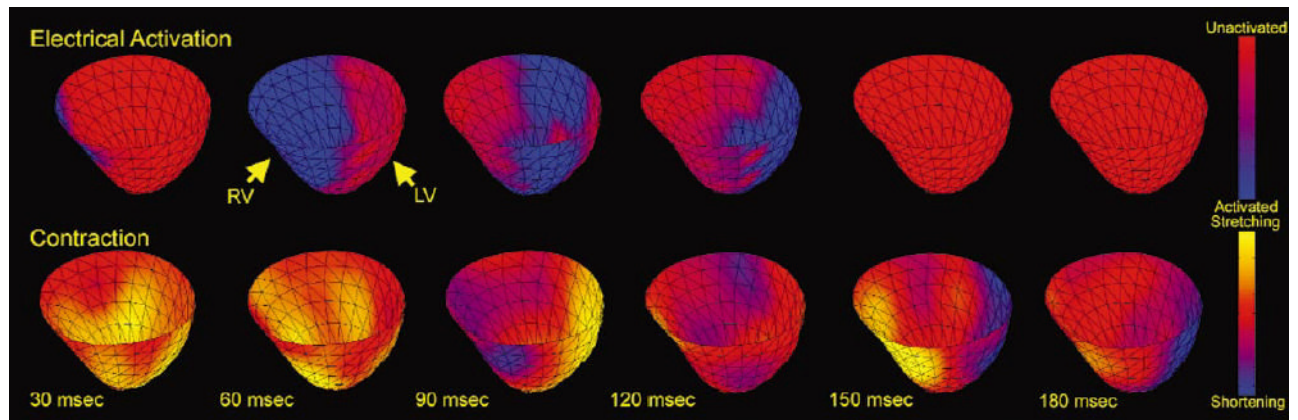 Electrical Activation
Unactivated
RV
LV
Activated
Contraction
Stretching
30 msec
60 msec
90 msec
120 msec
150 msec
180 msec
Shortening